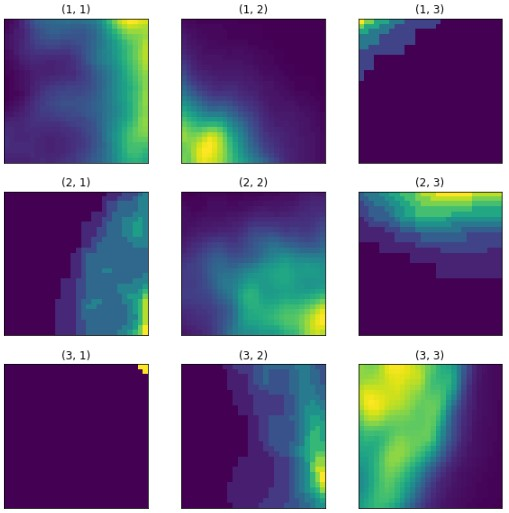 (1, 1) (1, 2) (1, 3)
(2, 1) (2, 2) (2, 3)
(3, 1) (3, 2) (3, 3)